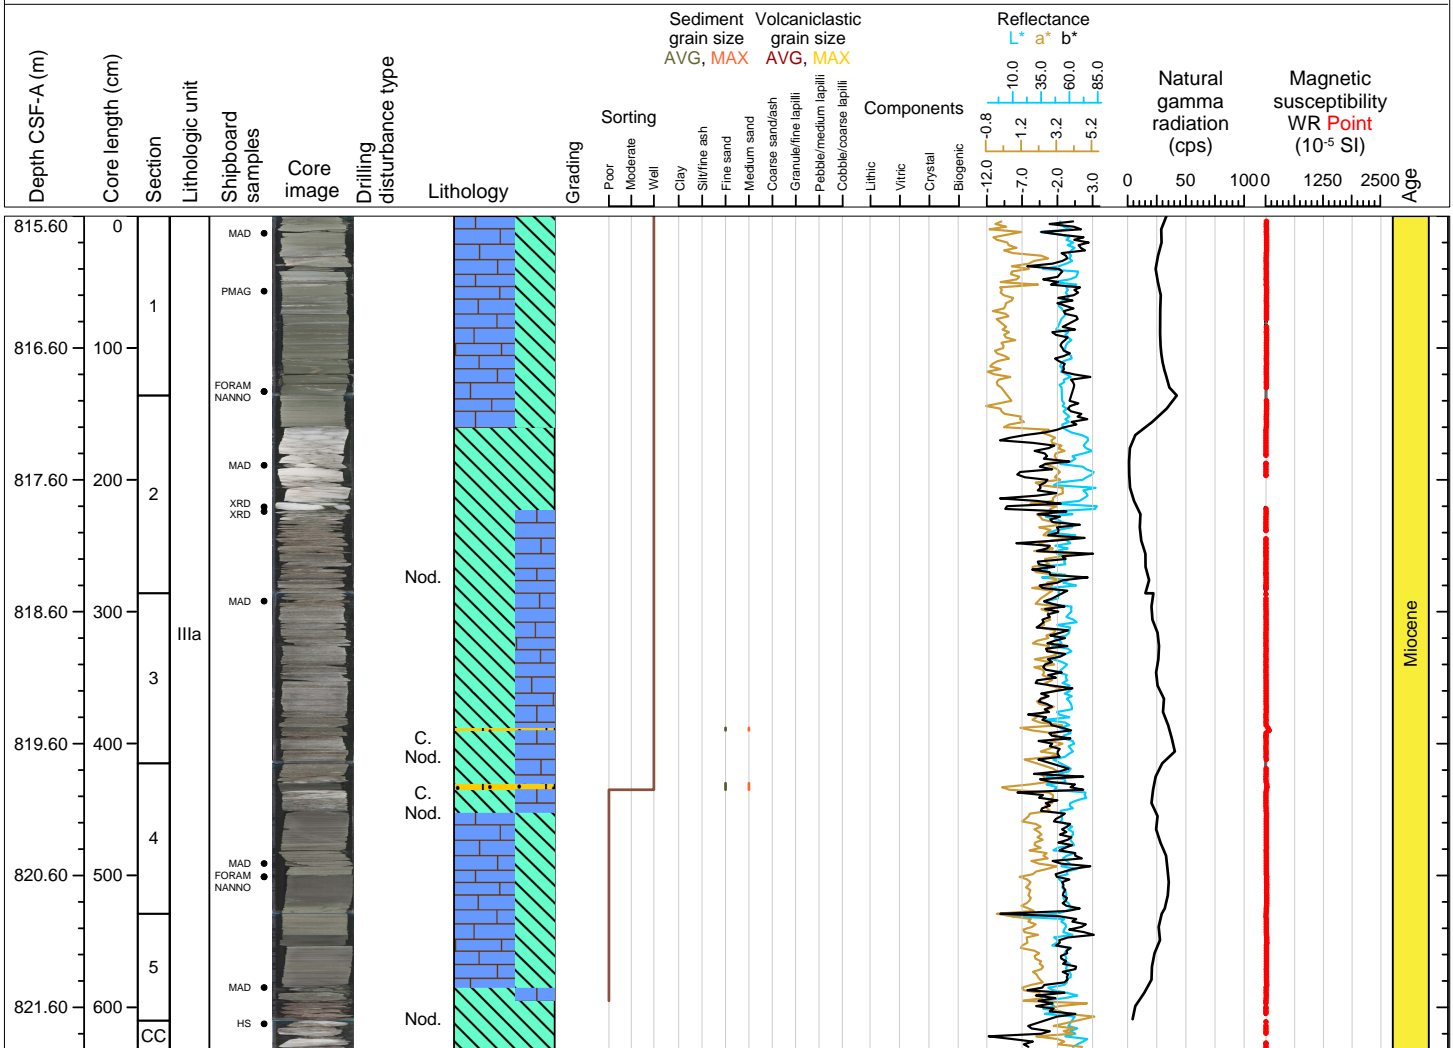 Depth CSF-A (m)
Core length (cm)
Section
Lithologic unit
Shipboard
samples
Core
image
Drilling
disturbance type
Lithology
Grading
Sorting
Poor
Moderate
Well
Sediment
grain size
AVG, MAX
Volcaniclastic
grain size
AVG, MAX
Clay
Silt/fine ash
Fine sand
Medium sand
Coarse sand/ash
Granule/fine lapilli
Pebble/medium lapilli
Cobble/coarse lapilli
Components
Lithic
Vitric
Crystal
Biogenic
Reflectance
L* a* b*
10.0 35.0 60.0 85.0
-0.8 1.2 3.2 5.2
-12.0 -7.0 -2.0 3.0
Natural
gamma
radiation
(cps)
0 50 100
Magnetic
susceptibility
WR Point
(10-5 SI)
0 1250 2500
Age
815.60 0
MAD
1
PMAG
816.60 100
FORAM
NANNO
MAD
817.60 200
2
XRD
XRD
Nod.
MAD
818.60 300
IIIa
Miocene
3
C.
819.60 400
Nod.
C.
Nod.
4
MAD
820.60 500
FORAM
NANNO
5
MAD
821.60 600
HS
Nod.
CC